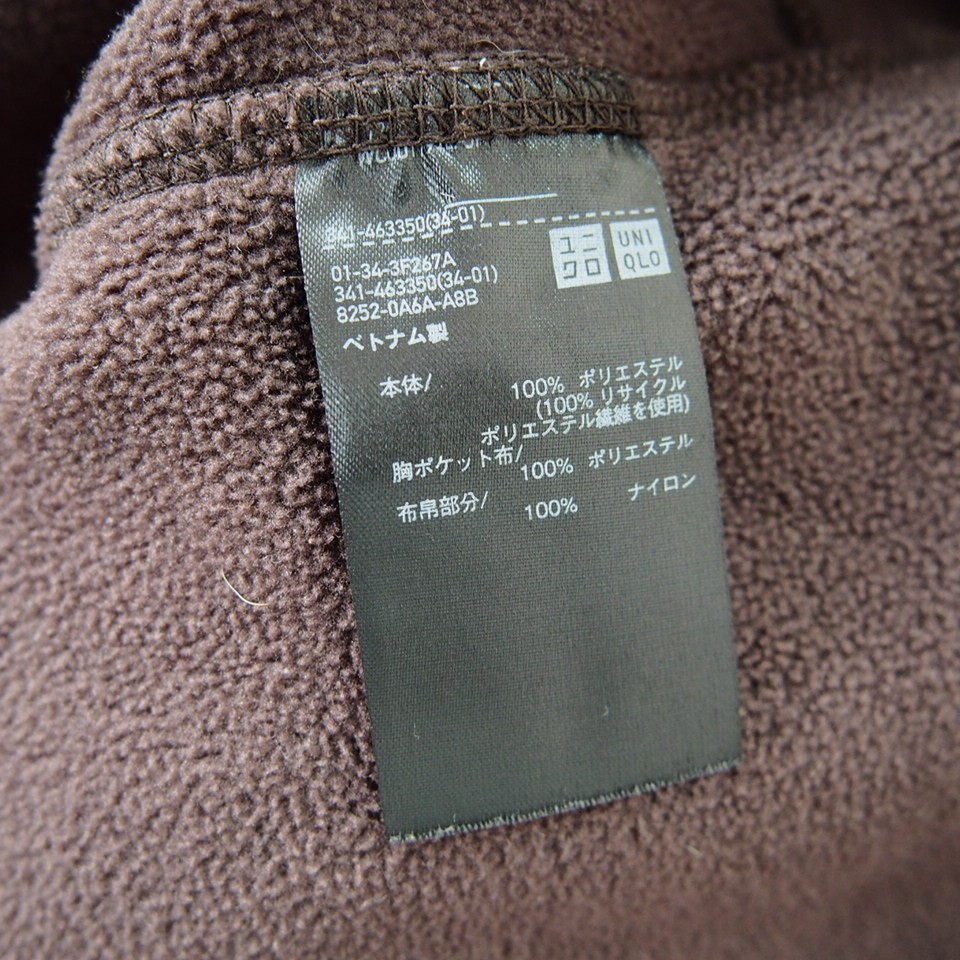 341-463350(34-01)
ユニ
クロ
UNI
QLO
01-34-3F267A
341-463350(34-01)
8252-0A6A-A8B
ベトナム製
本体/ 100% ポリエステル
(100% リサイクル
ポリエステル繊維を使用)
胸ポケット布/ 100% ポリエステル
布帛部分/ 100% ナイロン